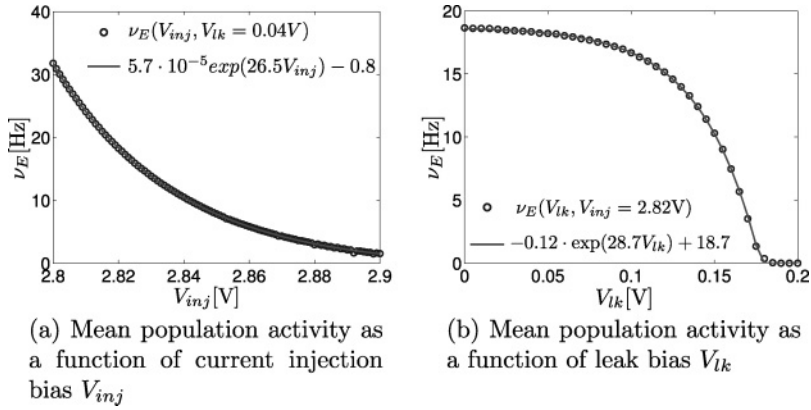 40
30
20
10
0
ν_E[Hz]
ν_E(V_inj, V_lk = 0.04V)
5.7 · 10^-5 exp(26.5V_inj) − 0.8
2.8 2.82 2.84 2.86 2.88 2.9
V_inj[V]
(a) Mean population activity as
a function of current injection
bias V_inj
20
15
10
5
0
ν_E[Hz]
ν_E(V_lk, V_inj = 2.82V)
−0.12 · exp(28.7V_lk) + 18.7
0 0.05 0.1 0.15 0.2
V_lk[V]
(b) Mean population activity as
a function of leak bias V_lk